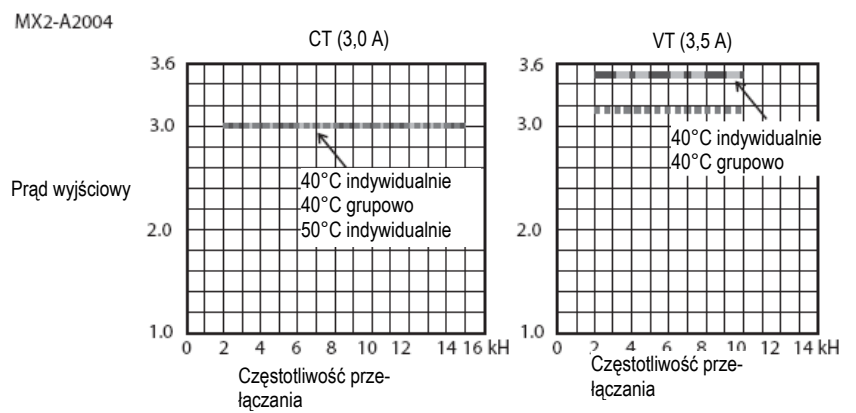 MX2-A2004
CT (3,0 A)
3.6
3.0
2.0
1.0
Prąd wyjściowy
40°C indywidualnie
40°C grupowo
50°C indywidualnie
0 2 4 6 8 10 12 14 16 kH
Częstotliwość prze-
łączania
VT (3,5 A)
3.6
3.0
2.0
1.0
40°C indywidualnie
40°C grupowo
0 2 4 6 8 10 12 14 kH
Częstotliwość prze-
łączania